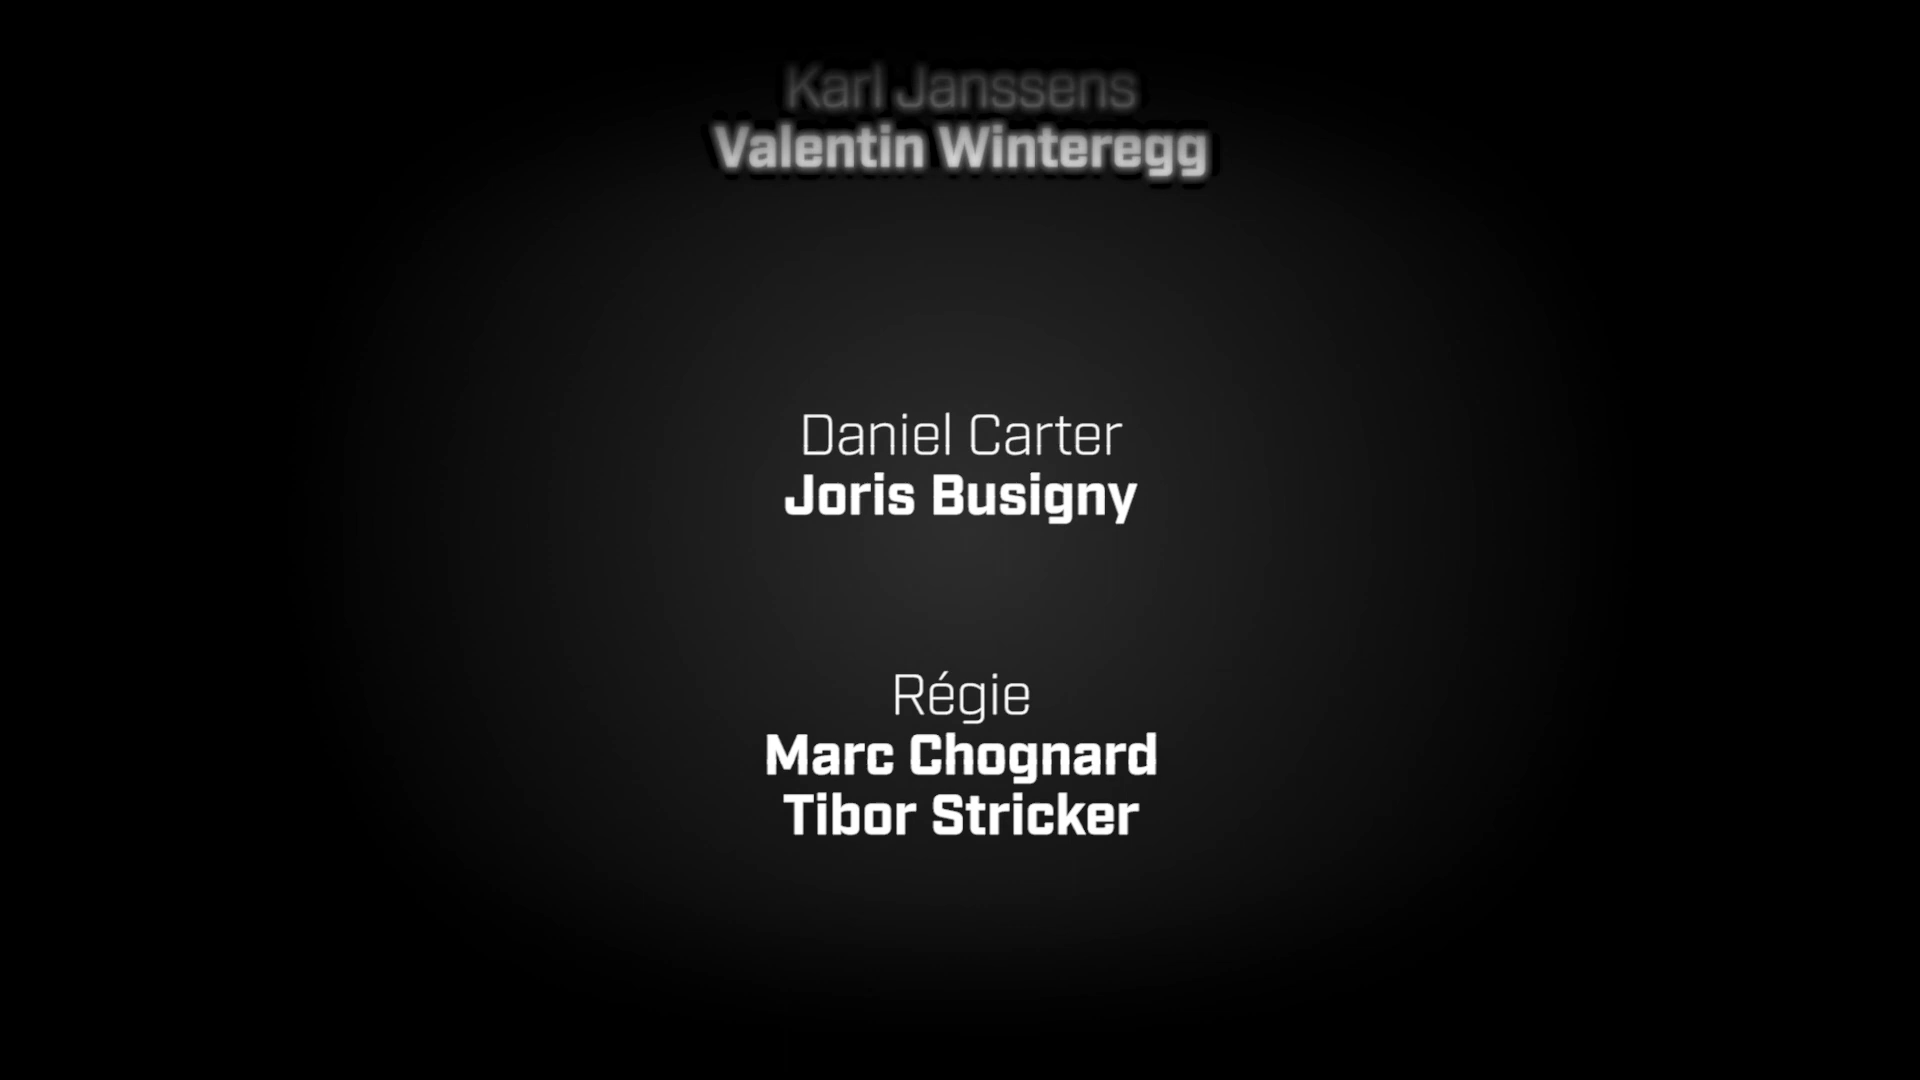 Karl Janssens
Valentin Winteregg
Daniel Carter
Joris Busigny
Régie
Marc Chognard
Tibor Stricker